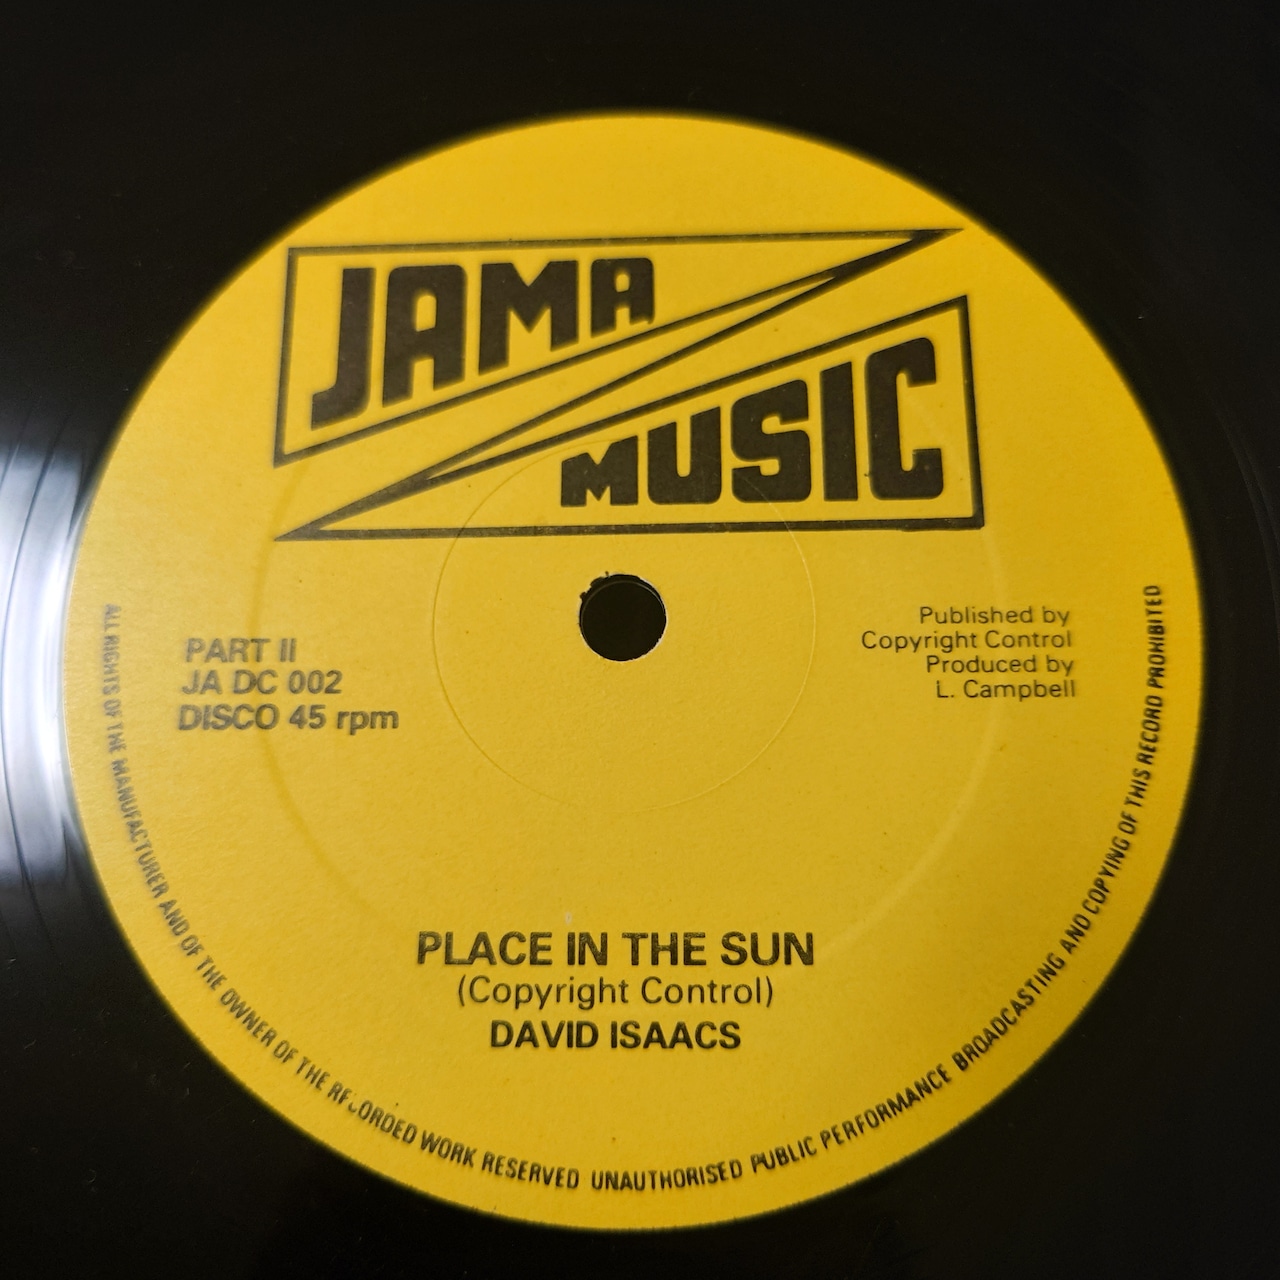 JAMA
MUSIC
PART II
JA DC 002
DISCO 45 rpm
Published by
Copyright Control
Produced by
L. Campbell
PLACE IN THE SUN
(Copyright Control)
DAVID ISAACS
ALL RIGHTS OF THE MANUFACTURER AND OF THE OWNER OF THE RECORDED WORK RESERVED UNAUTHORISED PUBLIC PERFORMANCE BROADCASTING AND COPYING OF THIS RECORD PROHIBITED